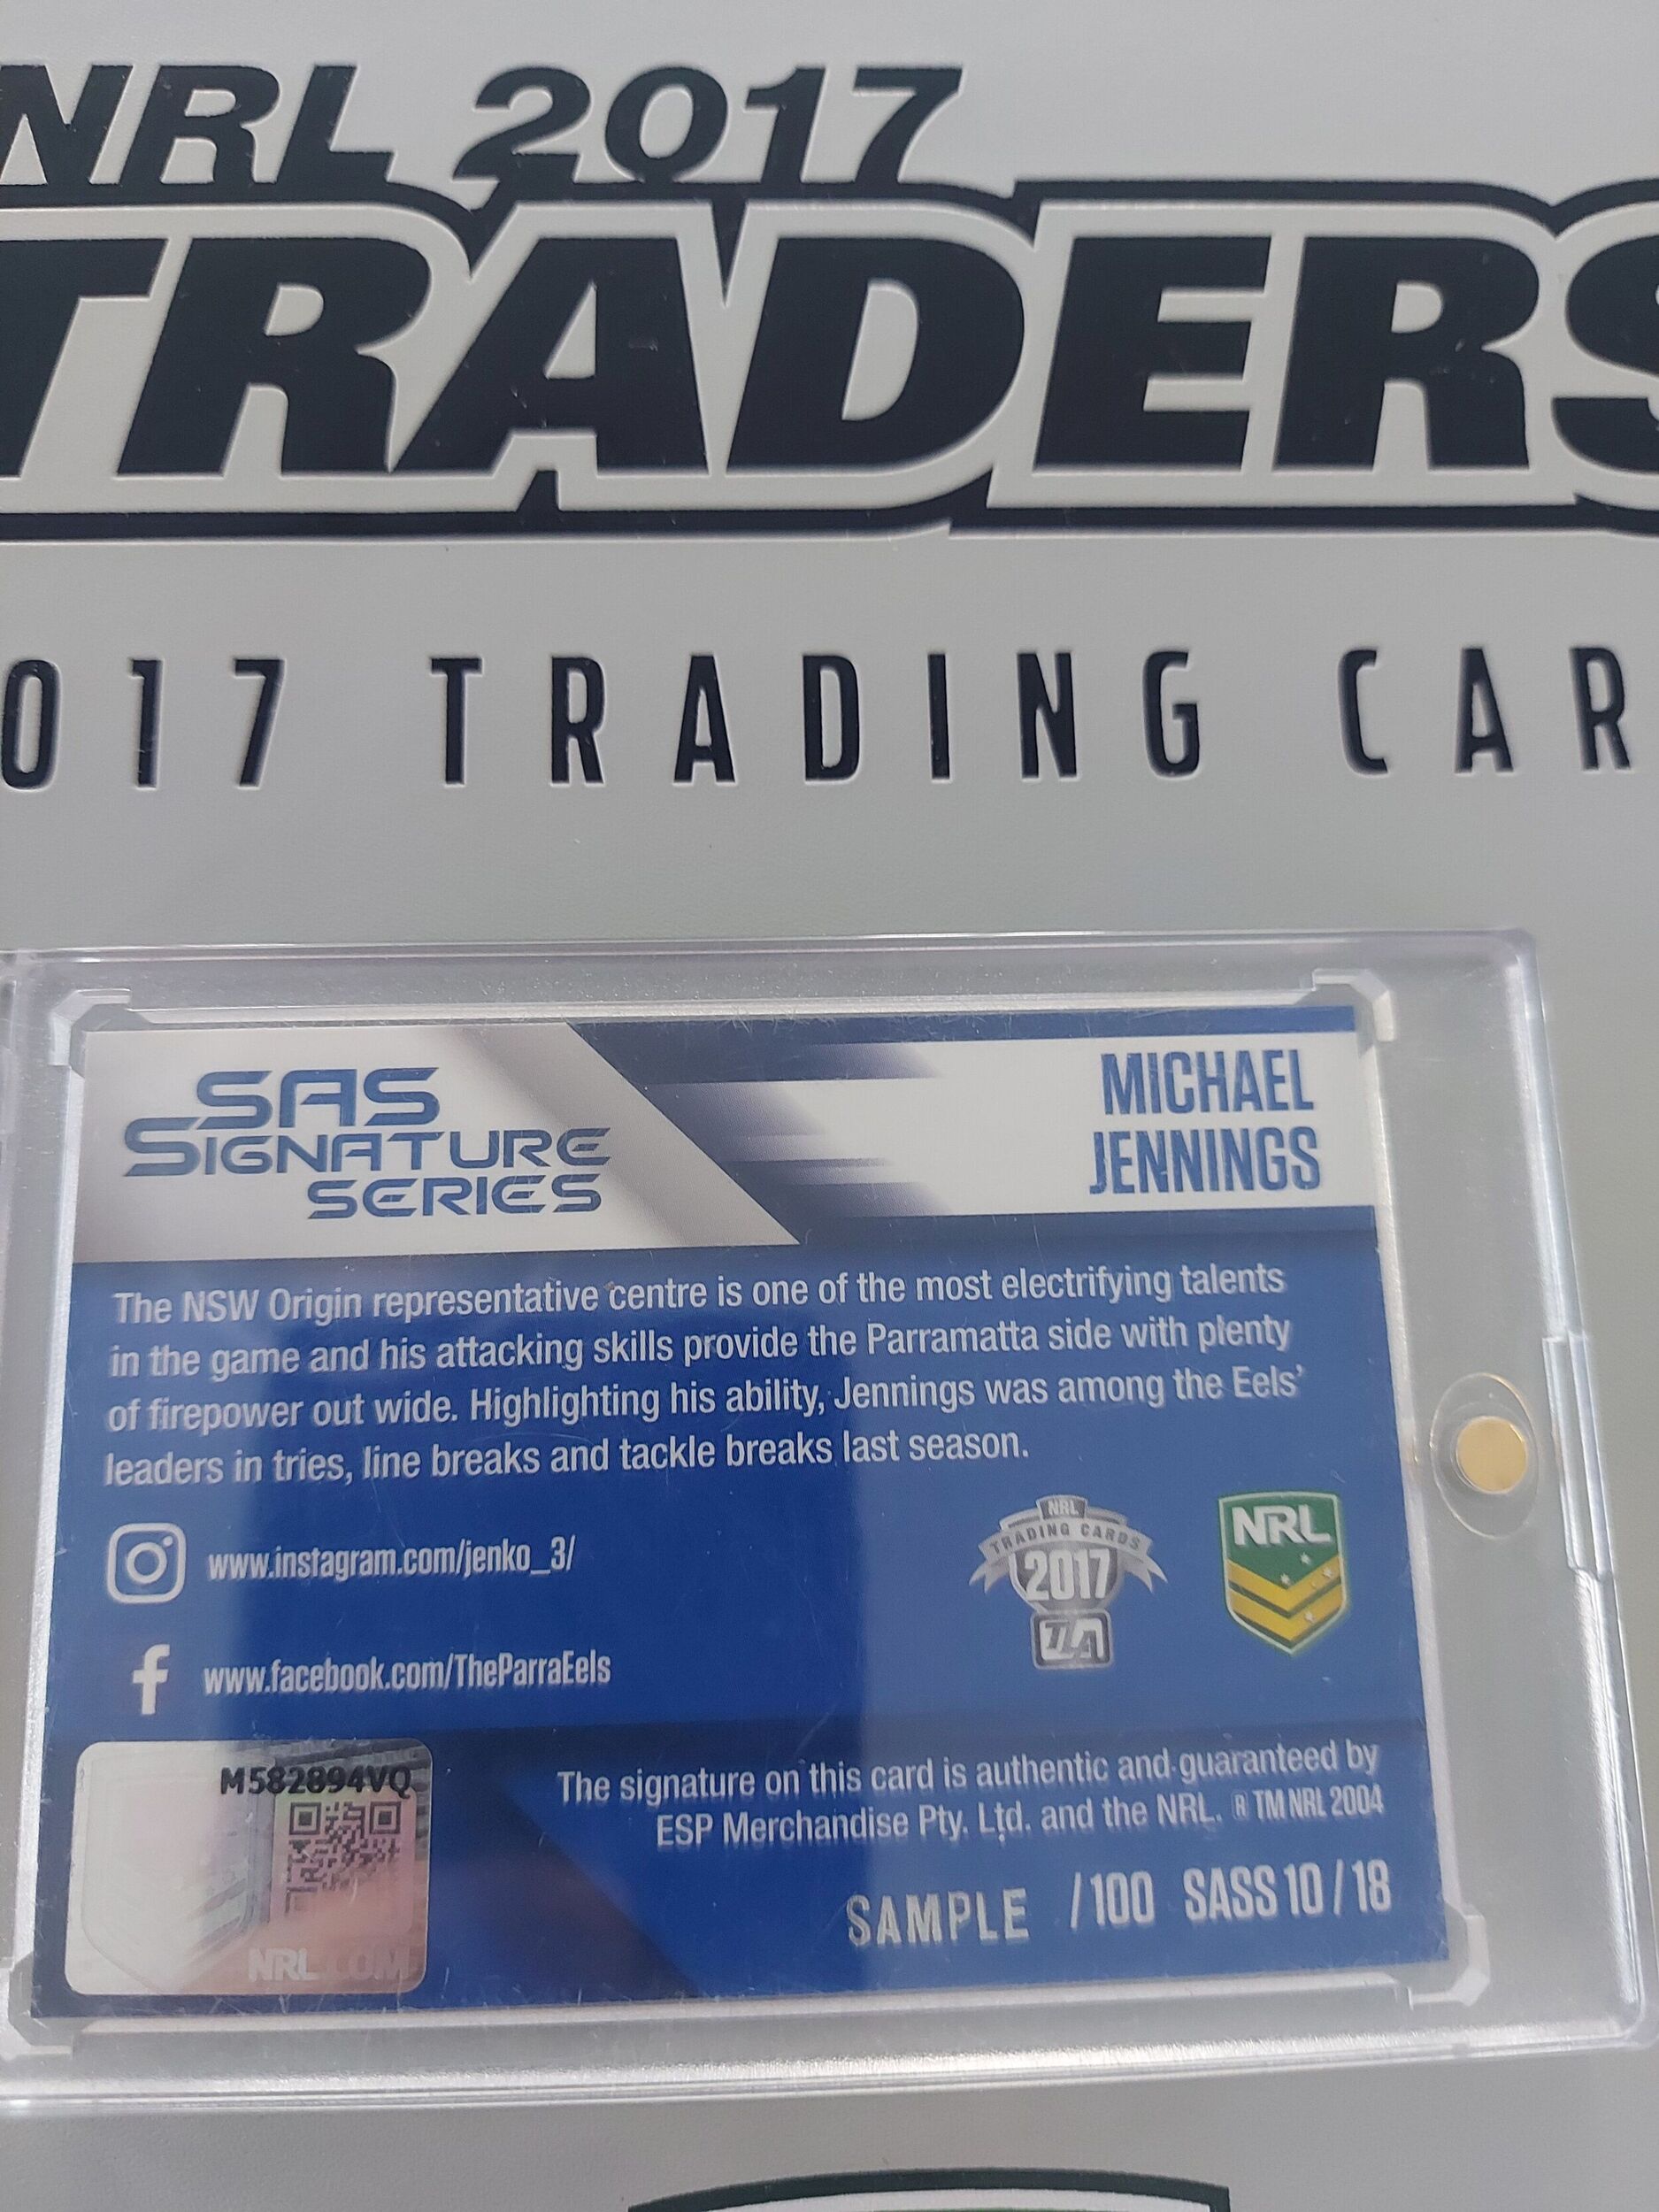 NRL 2017
TRADERS
017 TRADING CAR
SAS
SIGNATURE
SERIES
MICHAEL
JENNINGS
The NSW Origin representative centre is one of the most electrifying talents
in the game and his attacking skills provide the Parramatta side with plenty
of firepower out wide. Highlighting his ability, Jennings was among the Eels'
leaders in tries, line breaks and tackle breaks last season.
www.instagram.com/jenko_3/
www.facebook.com/TheParraEels
NRL
TRADING CARDS
2017
TLA
NRL
M582894VQ
NRL.COM
The signature on this card is authentic and guaranteed by
ESP Merchandise Pty. Ltd. and the NRL. ® TM NRL 2004
SAMPLE /100 SASS 10/18